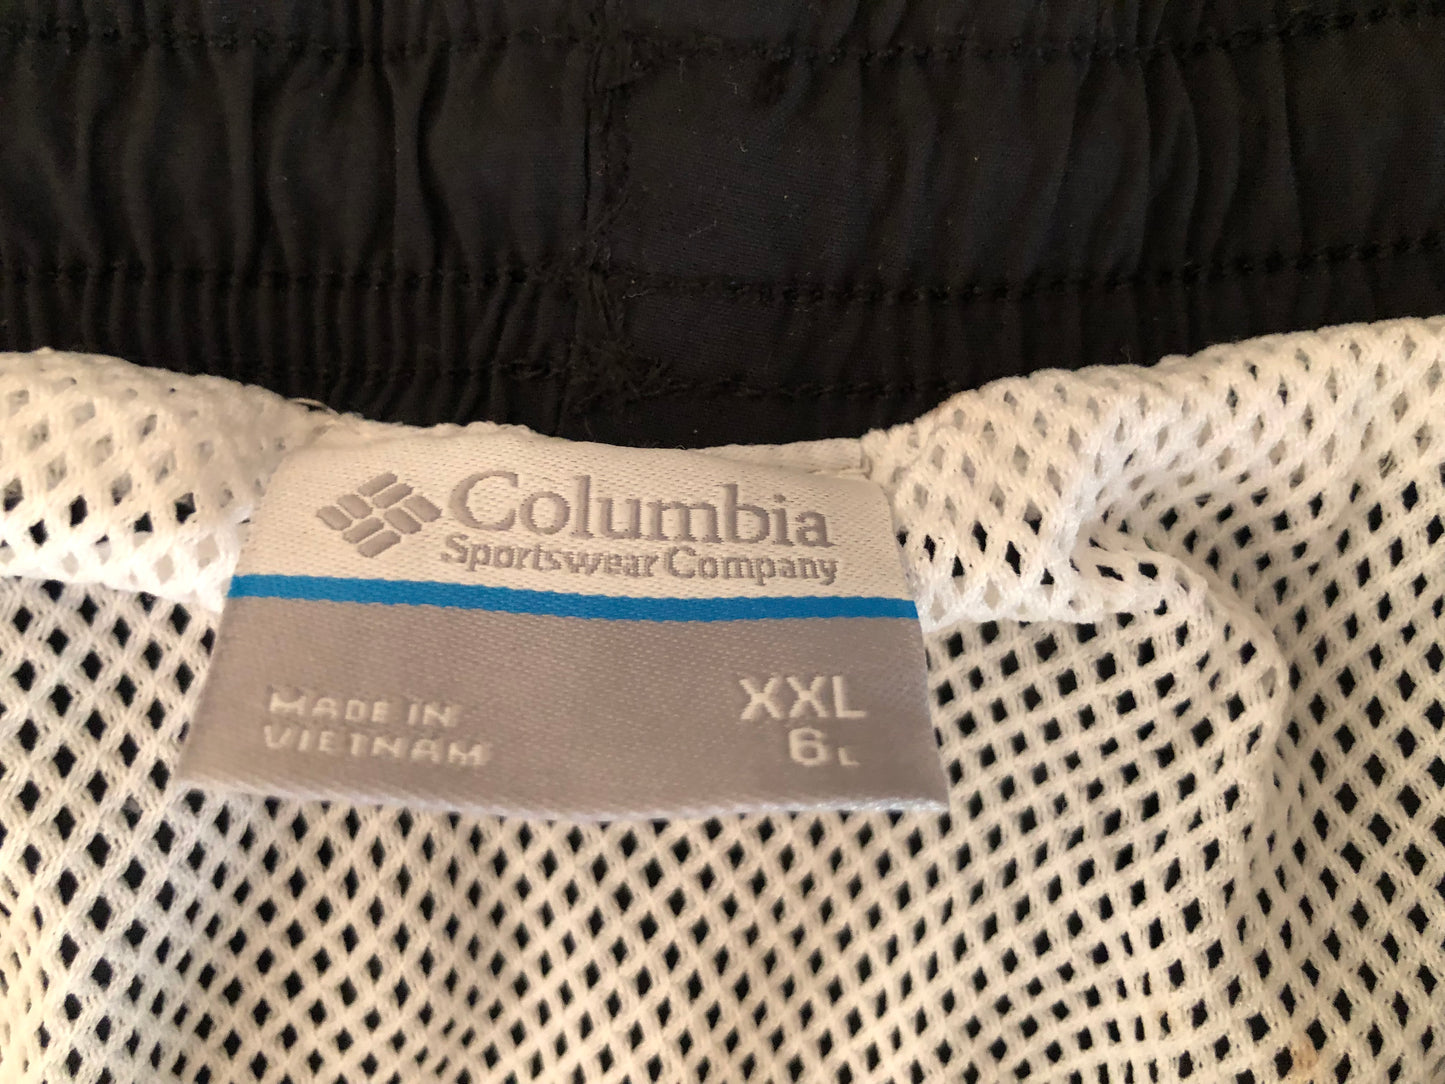 Columbia
Sportswear Company
MADE IN
VIETNAM
XXL
6L